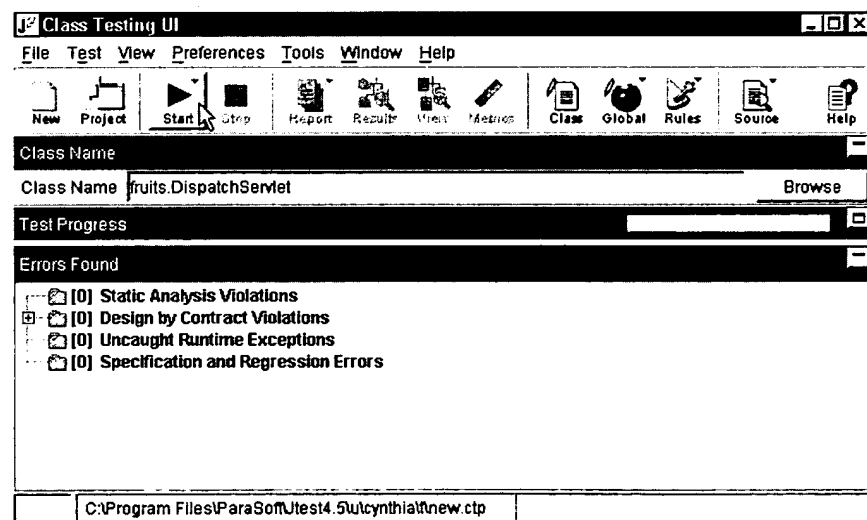 Class Testing UI
File Test View Preferences Tools Window Help
New Project Start Stop Report Results View Metrics Class Global Rules Source Help
Class Name
Class Name fruits.DispatchServlet Browse
Test Progress
Errors Found
[0] Static Analysis Violations
[0] Design by Contract Violations
[0] Uncaught Runtime Exceptions
[0] Specification and Regression Errors
C:\Program Files\ParaSoft\Jtest4.5\u\cynthia\f\new.ctp